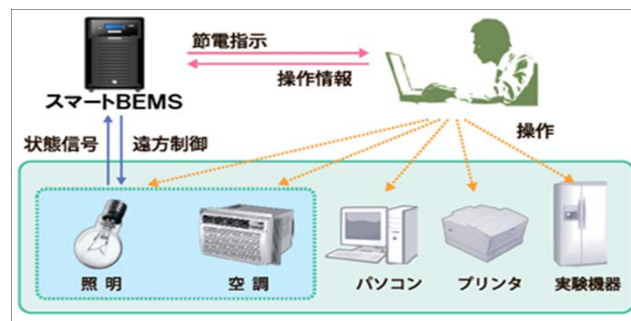 節電指示
操作情報
スマートBEMS
状態信号
遠方制御
操作
照明
空調
パソコン
プリンタ
実験機器